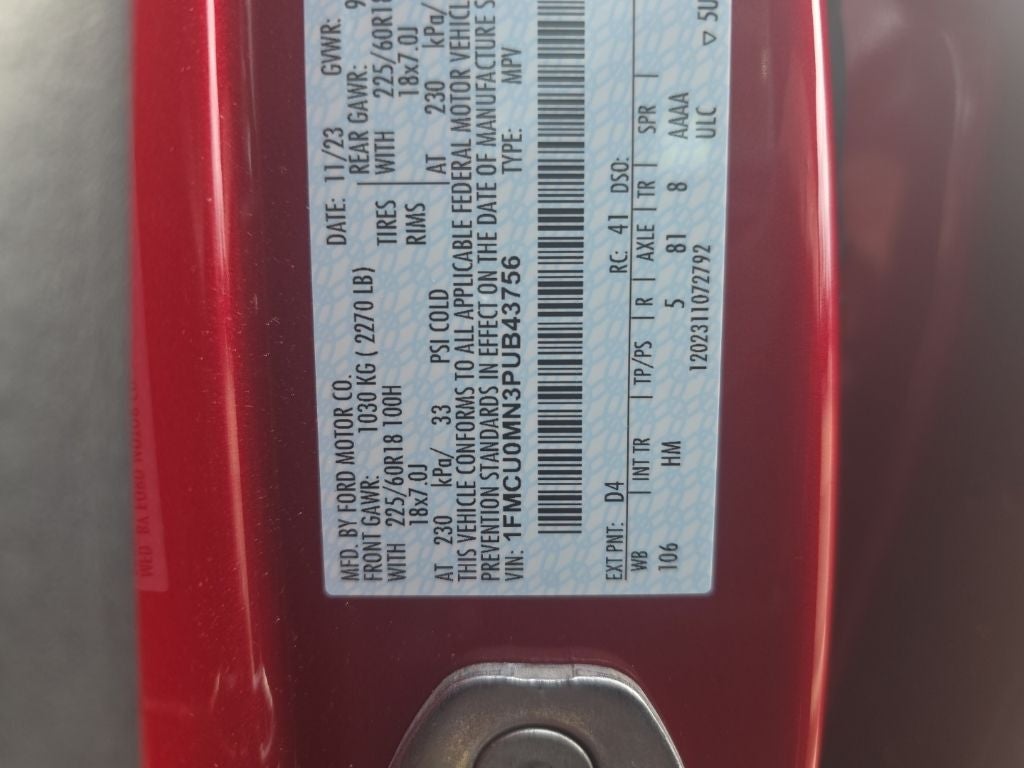 MFD. BY FORD MOTOR CO.
DATE: 11/23 GVWR:
FRONT GAWR: 1030 KG ( 2270 LB)
REAR GAWR:
WITH 225/60R18 100H TIRES
WITH 225/60R18
18x7.0J RIMS
18x7.0J
AT 230 kPa/ 33 PSI COLD
AT 230 kPa/
THIS VEHICLE CONFORMS TO ALL APPLICABLE FEDERAL MOTOR
PREVENTION STANDARDS IN EFFECT ON THE DATE OF MANUFACTURE
VIN: 1FMCU0MN3PUB43756 TYPE: MPV
EXT PNT: D4 RC: 41 DSO:
WB INT TR TP/PS R AXLE TR SPR
106 HM 5 81 8 AAAA
1202311072792 ULC
▽ 5U